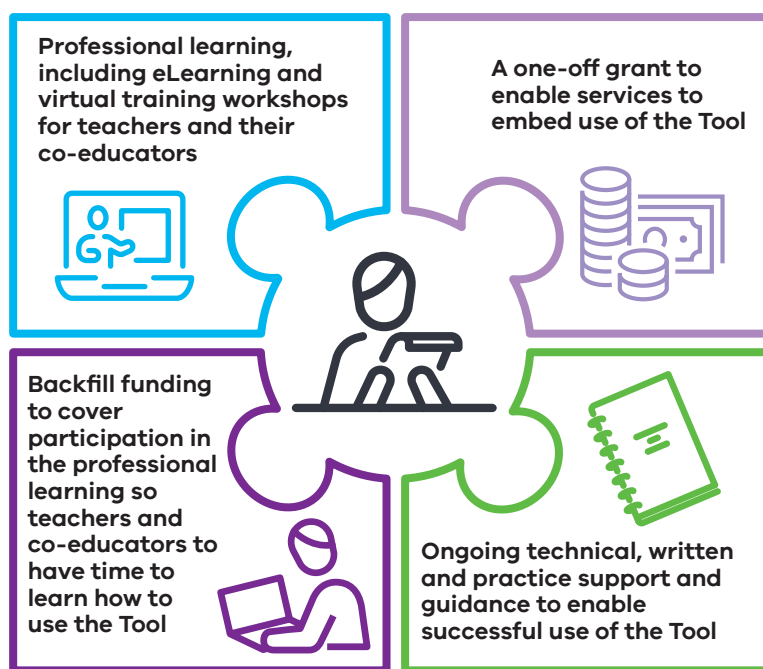 Professional learning,
including eLearning and
virtual training workshops
for teachers and their
co-educators
A one-off grant to
enable services to
embed use of the Tool
Backfill funding
to cover
participation in
the professional
learning so
teachers and
co-educators to
have time to
learn how to
use the Tool
Ongoing technical, written
and practice support and
guidance to enable
successful use of the Tool